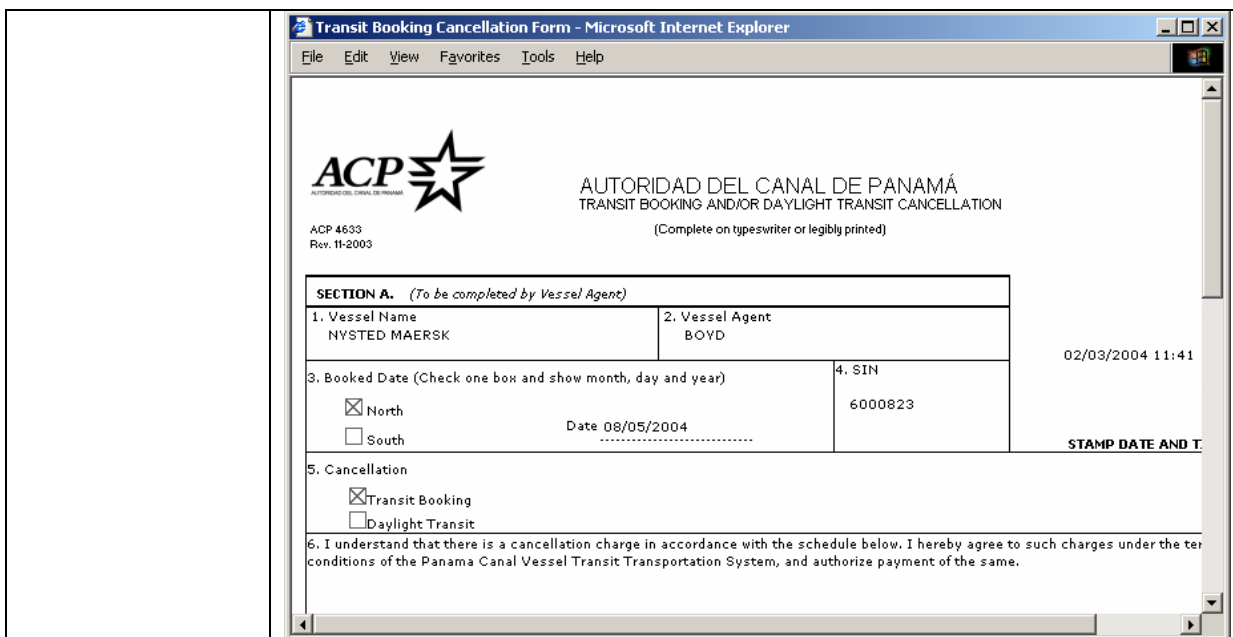 Transit Booking Cancellation Form - Microsoft Internet Explorer
File Edit View Favorites Tools Help
ACP
AUTORIDAD DEL CANAL DE PANAMÁ
AUTORIDAD DEL CANAL DE PANAMÁ
TRANSIT BOOKING AND/OR DAYLIGHT TRANSIT CANCELLATION
ACP 4633
Rev. 11-2003
(Complete on typeswriter or legibly printed)
SECTION A. (To be completed by Vessel Agent)
1. Vessel Name
NYSTED MAERSK
2. Vessel Agent
BOYD
02/03/2004 11:41
3. Booked Date (Check one box and show month, day and year)
North
South
Date 08/05/2004
4. SIN
6000823
STAMP DATE AND T
5. Cancellation
Transit Booking
Daylight Transit
6. I understand that there is a cancellation charge in accordance with the schedule below. I hereby agree to such charges under the ter
conditions of the Panama Canal Vessel Transit Transportation System, and authorize payment of the same.